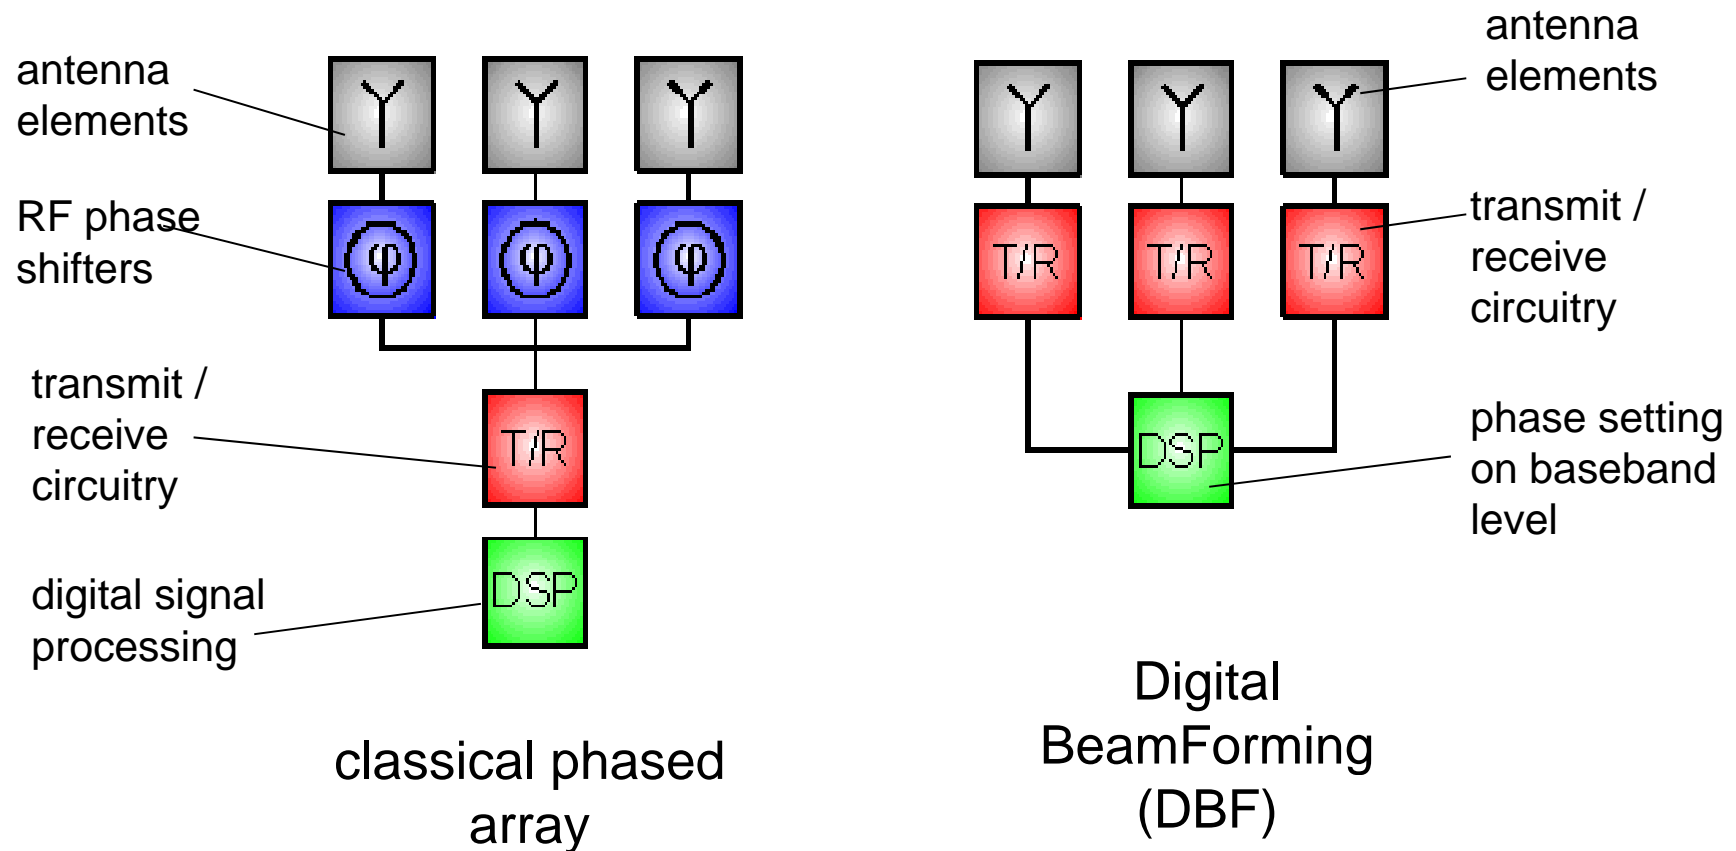 antenna
elements
Y Y Y
RF phase
shifters
φ φ φ
transmit /
receive
circuitry
T/R
digital signal
processing
DSP
classical phased
array
antenna
elements
Y Y Y
transmit /
receive
circuitry
T/R T/R T/R
phase setting
on baseband
level
DSP
Digital
BeamForming
(DBF)